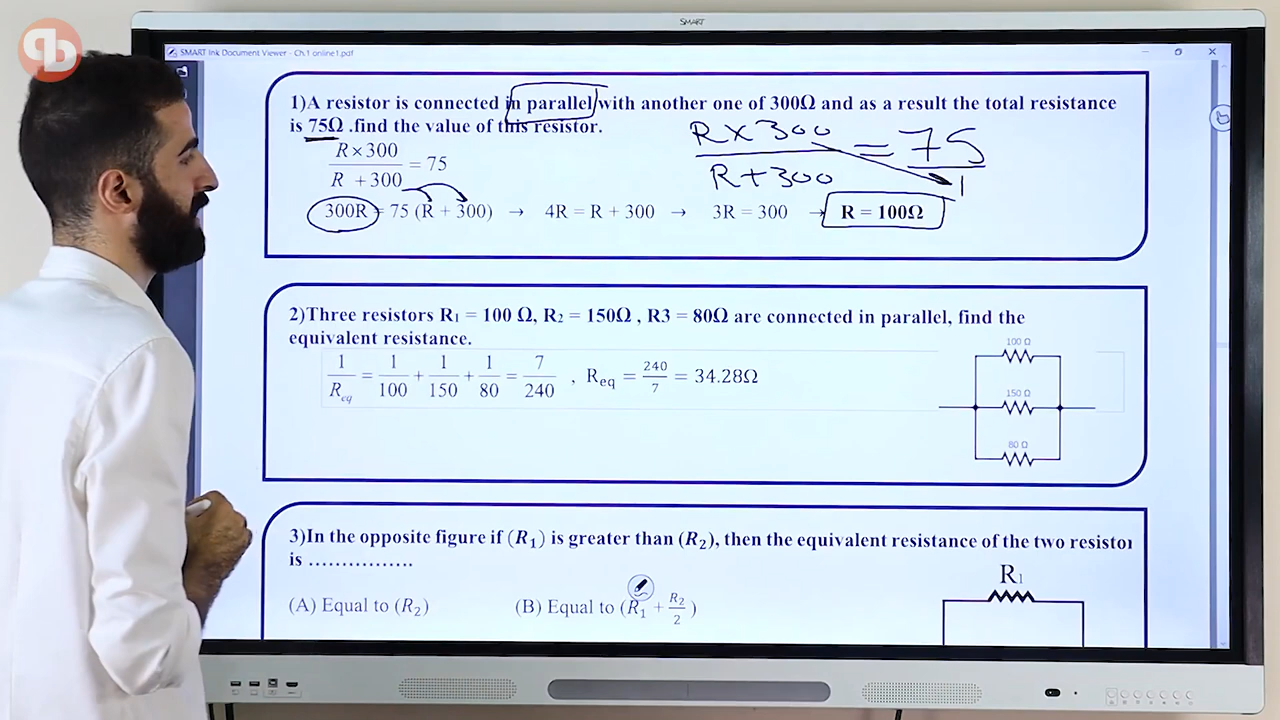 SMART
qb
SMART Ink Document Viewer - Ch.1 online1.pdf
1)A resistor is connected in parallel with another one of 300Ω and as a result the total resistance
is 75Ω .find the value of this resistor.
R×300 / R +300 = 75
R×300 / R+300 = 75 / 1
300R = 75 (R + 300) → 4R = R + 300 → 3R = 300 → R = 100Ω
2)Three resistors R₁ = 100 Ω, R₂ = 150Ω , R3 = 80Ω are connected in parallel, find the
equivalent resistance.
1/R_eq = 1/100 + 1/150 + 1/80 = 7/240 , R_eq = 240/7 = 34.28Ω
100 Ω
150 Ω
80 Ω
3)In the opposite figure if (R₁) is greater than (R₂), then the equivalent resistance of the two resistor
is ................
(A) Equal to (R₂) (B) Equal to (R₁ + R₂/2)
R₁